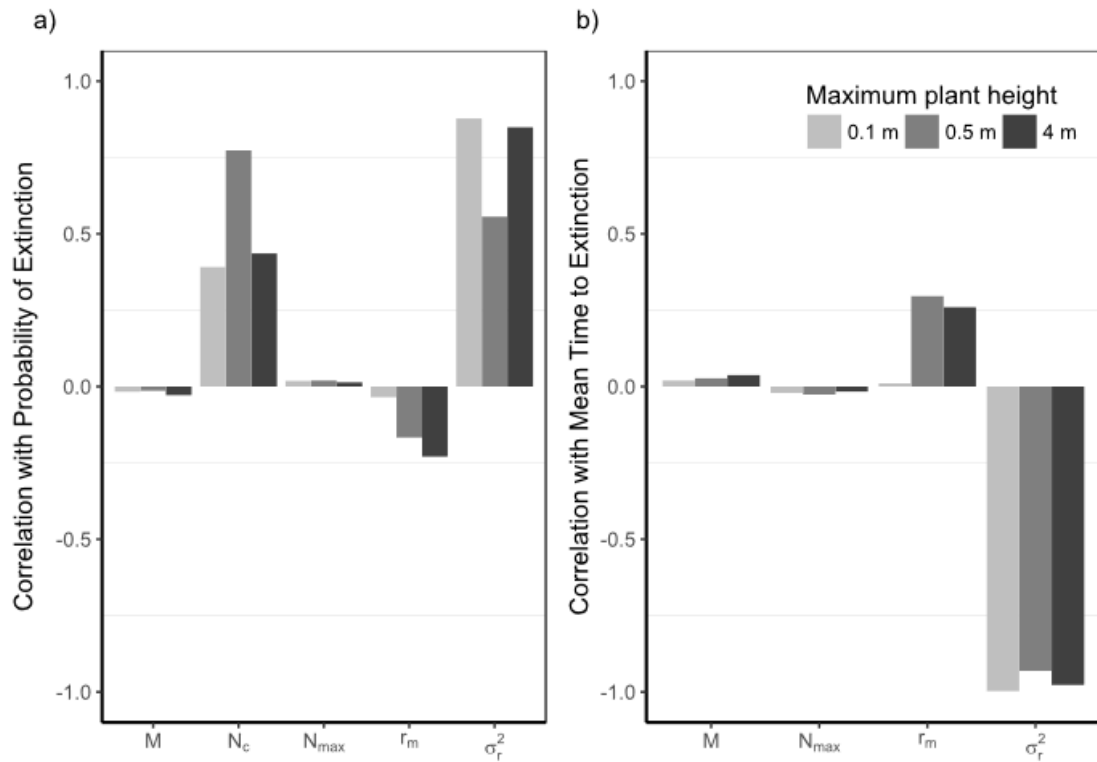 a)
Correlation with Probability of Extinction
1.0
0.5
0.0
-0.5
-1.0
M N_c N_max r_m σ_r^2
b)
Correlation with Mean Time to Extinction
Maximum plant height
0.1 m 0.5 m 4 m
1.0
0.5
0.0
-0.5
-1.0
M N_max r_m σ_r^2